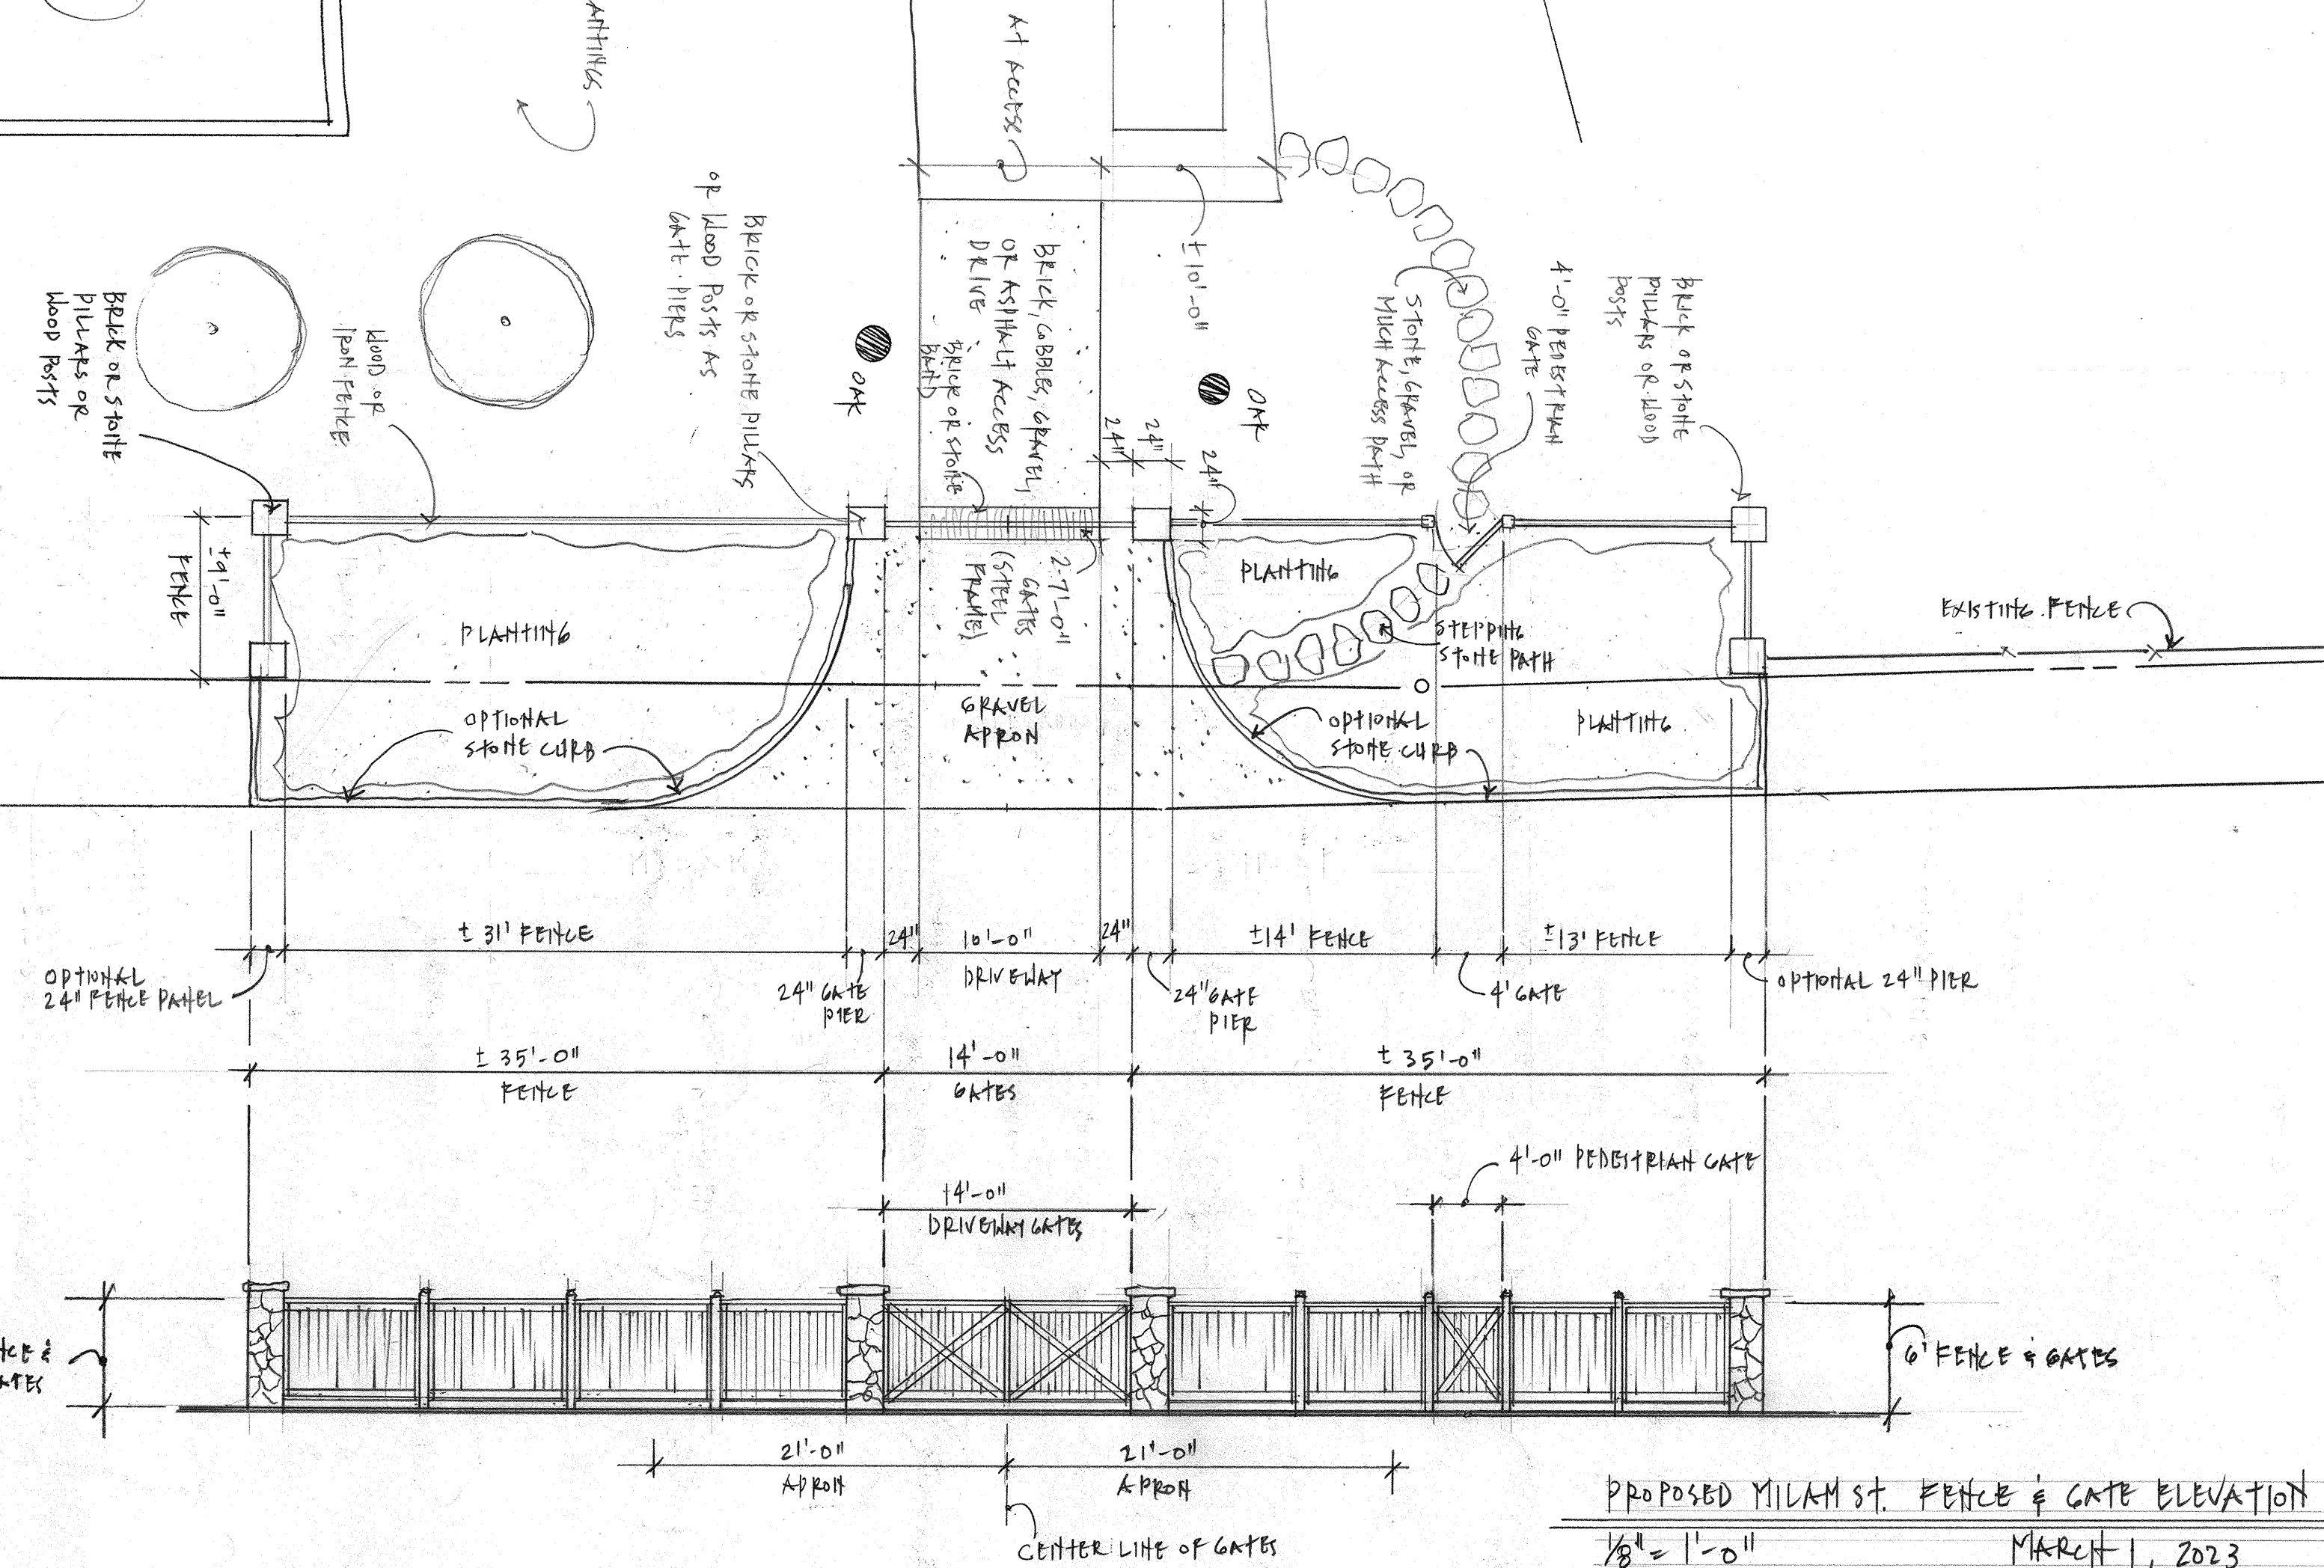 AT ACCESS
±10'-0"
BRICK OR STONE
PILLARS OR
WOOD POSTS
WOOD OR
IRON FENCE
BRICK OR STONE PILLARS
OR WOOD POSTS AS
GATE PIERS
OAK
BRICK, COBBLES, GRAVEL,
OR ASPHALT ACCESS
DRIVE
BRICK OR STONE
BAND
24"
24"
24"
OAK
STONE, GRAVEL, OR
MULCH ACCESS PATH
4'-0" PEDESTRIAN
GATE
BRICK OR STONE
PILLARS OR WOOD
POSTS
±9'-0"
FENCE
PLANTING
2-7'-0"
GATES
(STEEL
FRAME)
PLANTING
STEPPING
STONE PATH
EXISTING FENCE
OPTIONAL
STONE CURB
GRAVEL
APRON
OPTIONAL
STONE CURB
PLANTING
± 31' FENCE
24"
10'-0"
DRIVEWAY
24"
±14' FENCE
±13' FENCE
OPTIONAL
24" FENCE PANEL
24" GATE
PIER
24" GATE
PIER
4' GATE
OPTIONAL 24" PIER
± 35'-0"
FENCE
14'-0"
GATES
± 35'-0"
FENCE
4'-0" PEDESTRIAN GATE
14'-0"
DRIVEWAY GATES
6' FENCE & GATES
21'-0"
APRON
21'-0"
APRON
CENTER LINE OF GATES
PROPOSED MILAM ST. FENCE & GATE ELEVATION
1/8" = 1'-0"
MARCH 1, 2023